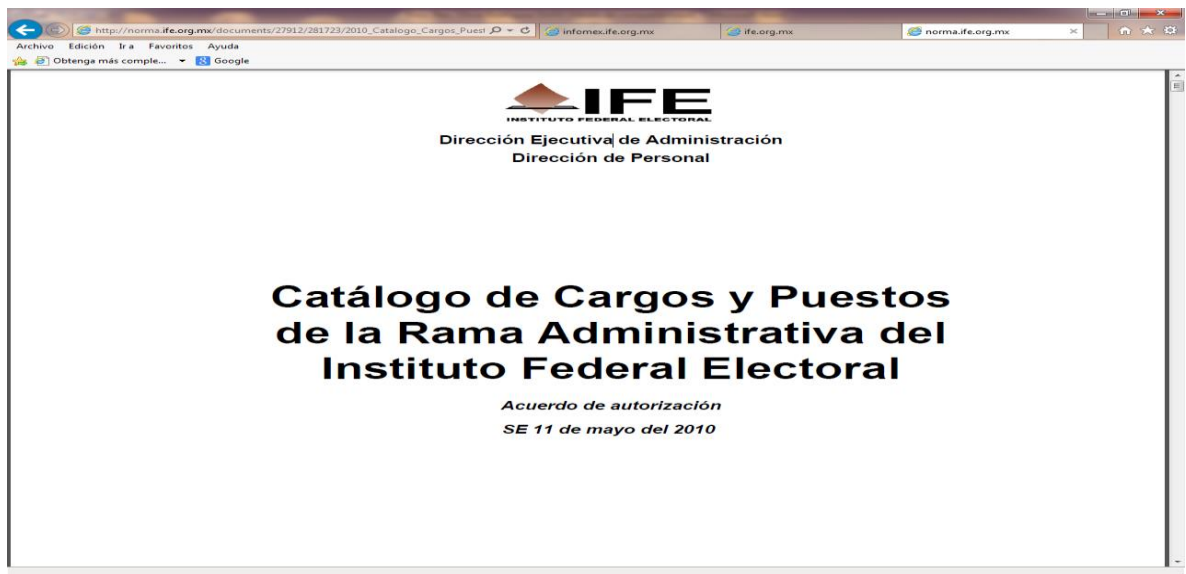 http://norma.ife.org.mx/documents/27912/281723/2010_Catalogo_Cargos_Puest
infomex.ife.org.mx
ife.org.mx
norma.ife.org.mx
Archivo Edición Ir a Favoritos Ayuda
Obtenga más comple... Google
IFE
INSTITUTO FEDERAL ELECTORAL
Dirección Ejecutiva de Administración
Dirección de Personal
Catálogo de Cargos y Puestos
de la Rama Administrativa del
Instituto Federal Electoral
Acuerdo de autorización
SE 11 de mayo del 2010